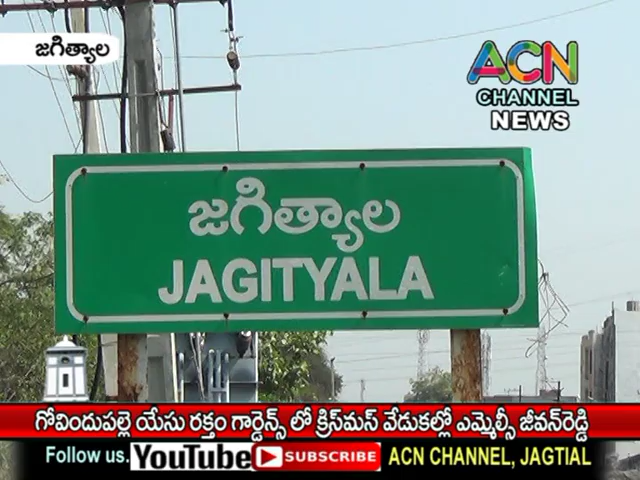 జగిత్యాల
ACN
CHANNEL
NEWS
జగిత్యాల
JAGITYALA
గోవిందుపల్లె యేసు రక్తం గార్డెన్స్ లో క్రిస్‌మస్ వేడుకల్లో ఎమ్మెల్సీ జీవన్‌రెడ్డి
Follow us. YouTube SUBSCRIBE ACN CHANNEL, JAGTIAL